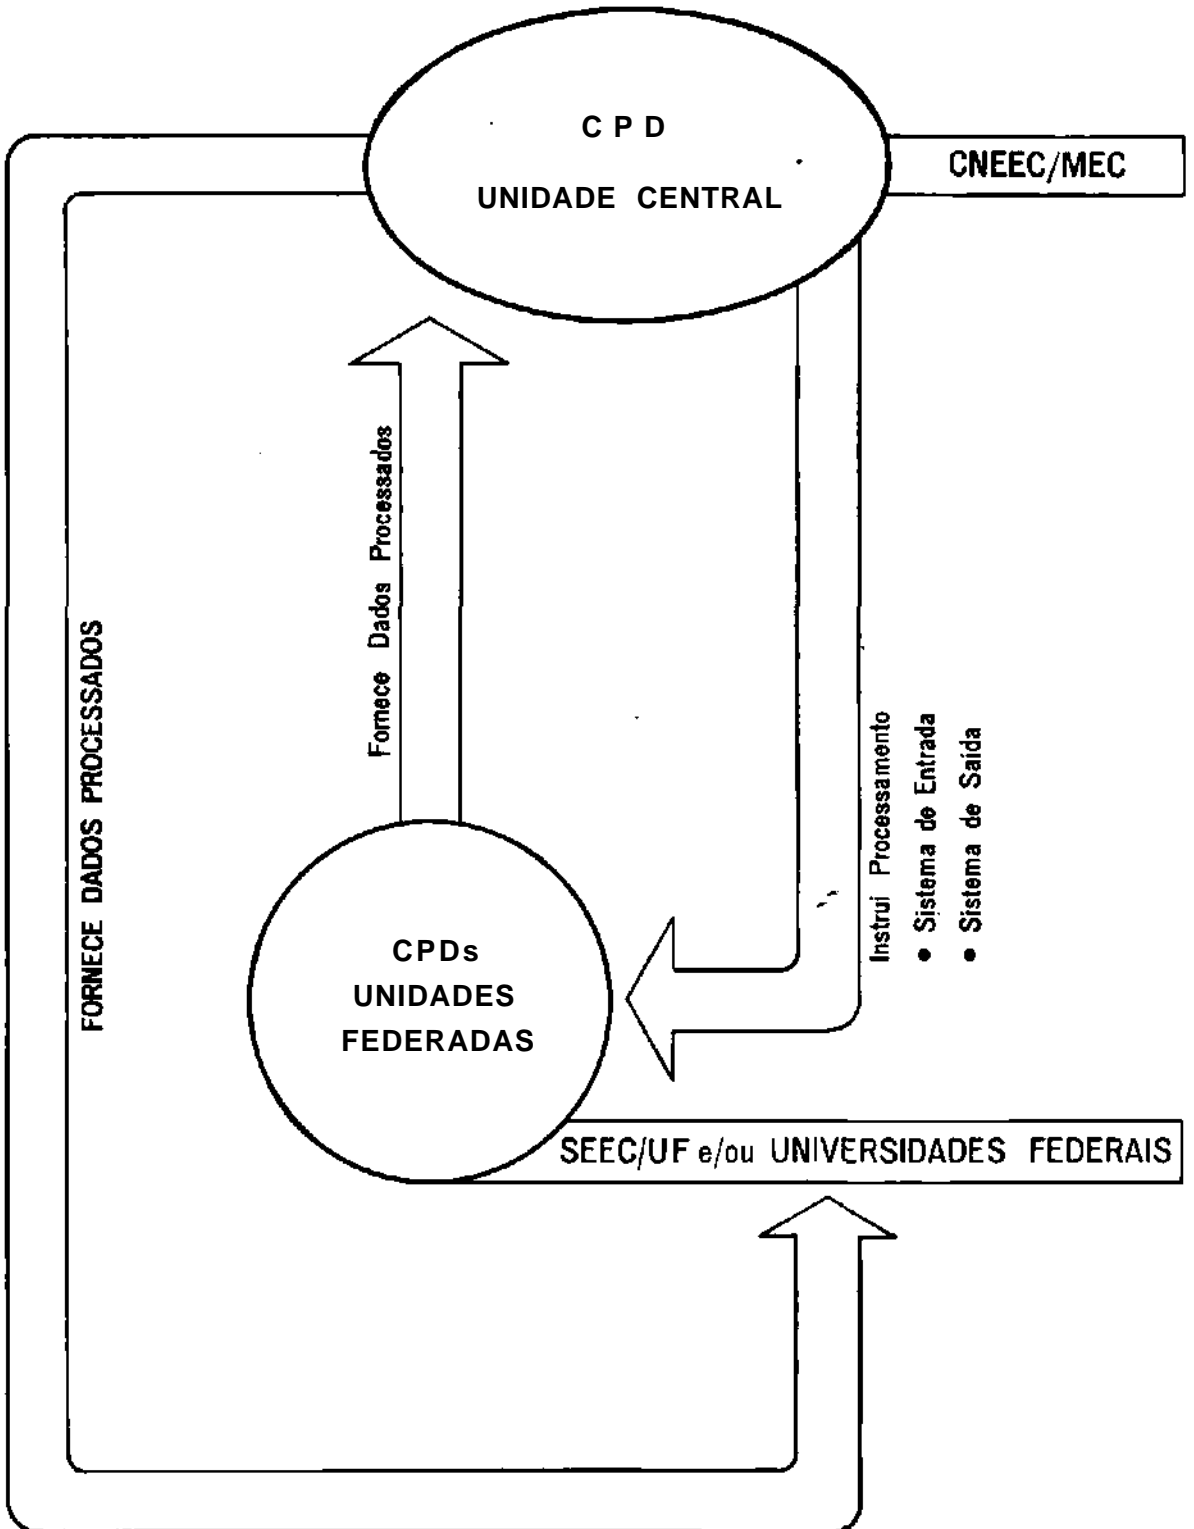 C P D
UNIDADE CENTRAL
CNEEC/MEC
Fornece Dados Processados
FORNECE DADOS PROCESSADOS
Instrui Processamento
• Sistema de Entrada
• Sistema de Saída
CPDs
UNIDADES
FEDERADAS
SEEC/UF e/ou UNIVERSIDADES FEDERAIS